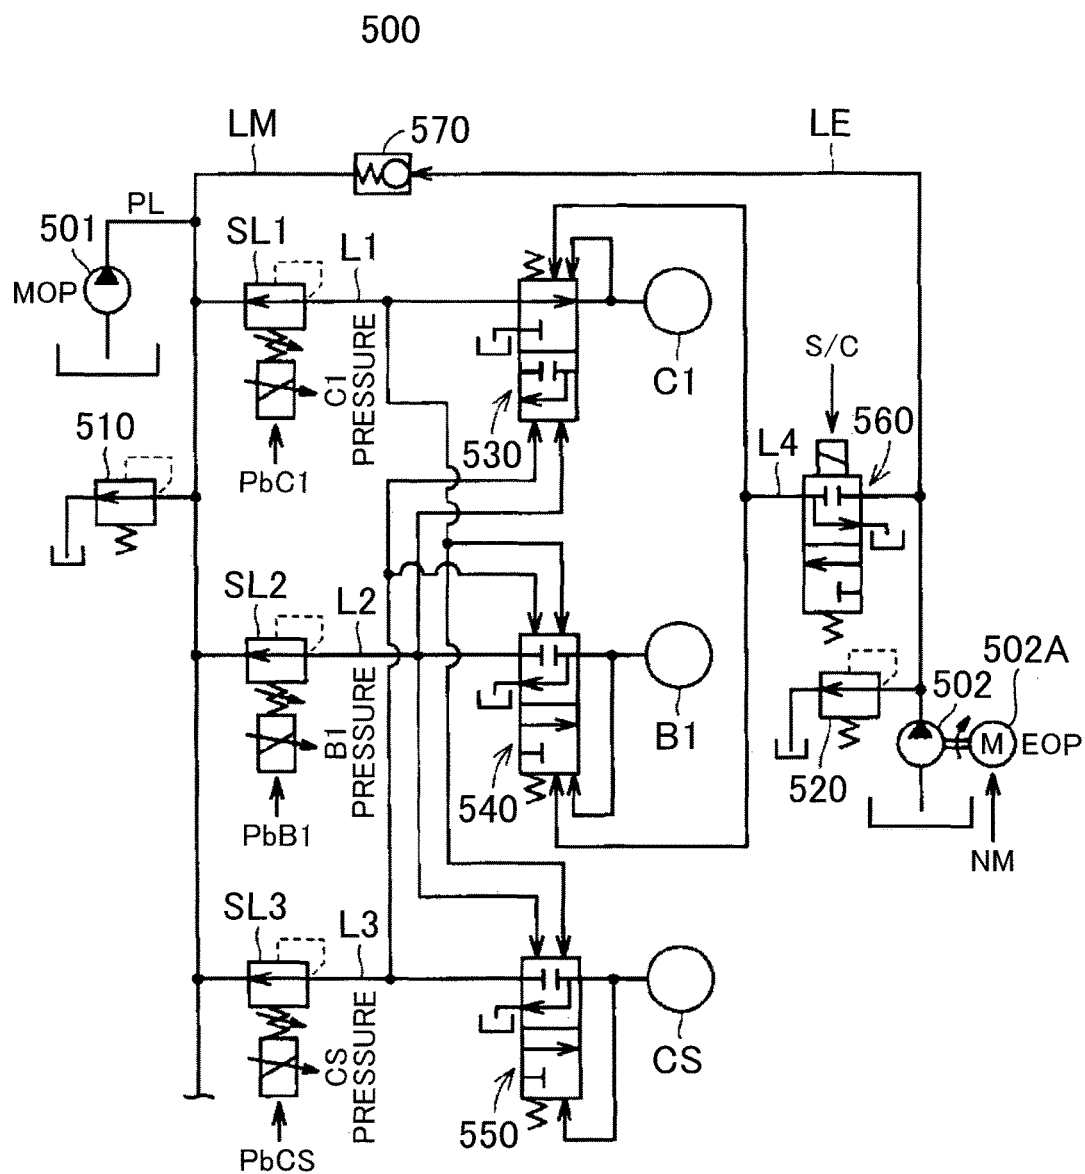 500
LM
570
LE
PL
501
MOP
SL1
L1
C1
PRESSURE
PbC1
530
C1
S/C
560
L4
510
SL2
L2
B1
PRESSURE
PbB1
540
B1
502A
502
M
EOP
520
NM
SL3
L3
CS
PRESSURE
PbCS
550
CS